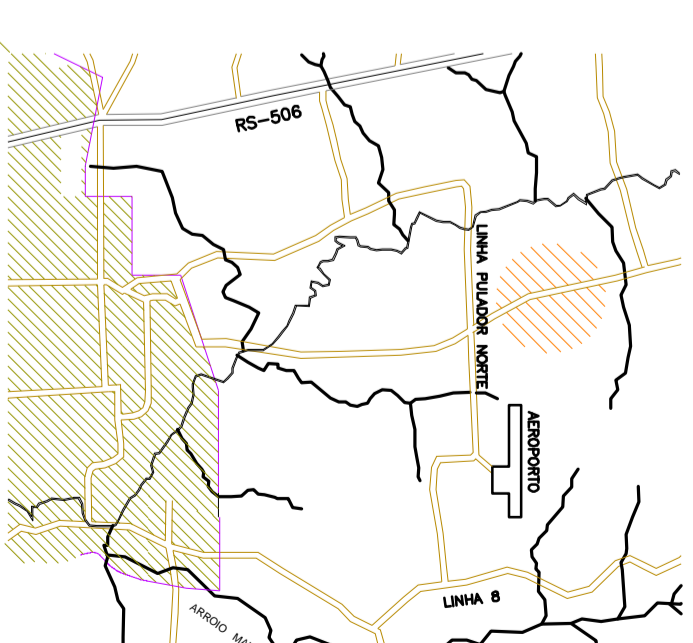 RS-506
LINHA PULADOR NORTE
AEROPORTO
LINHA 8
ARROIO